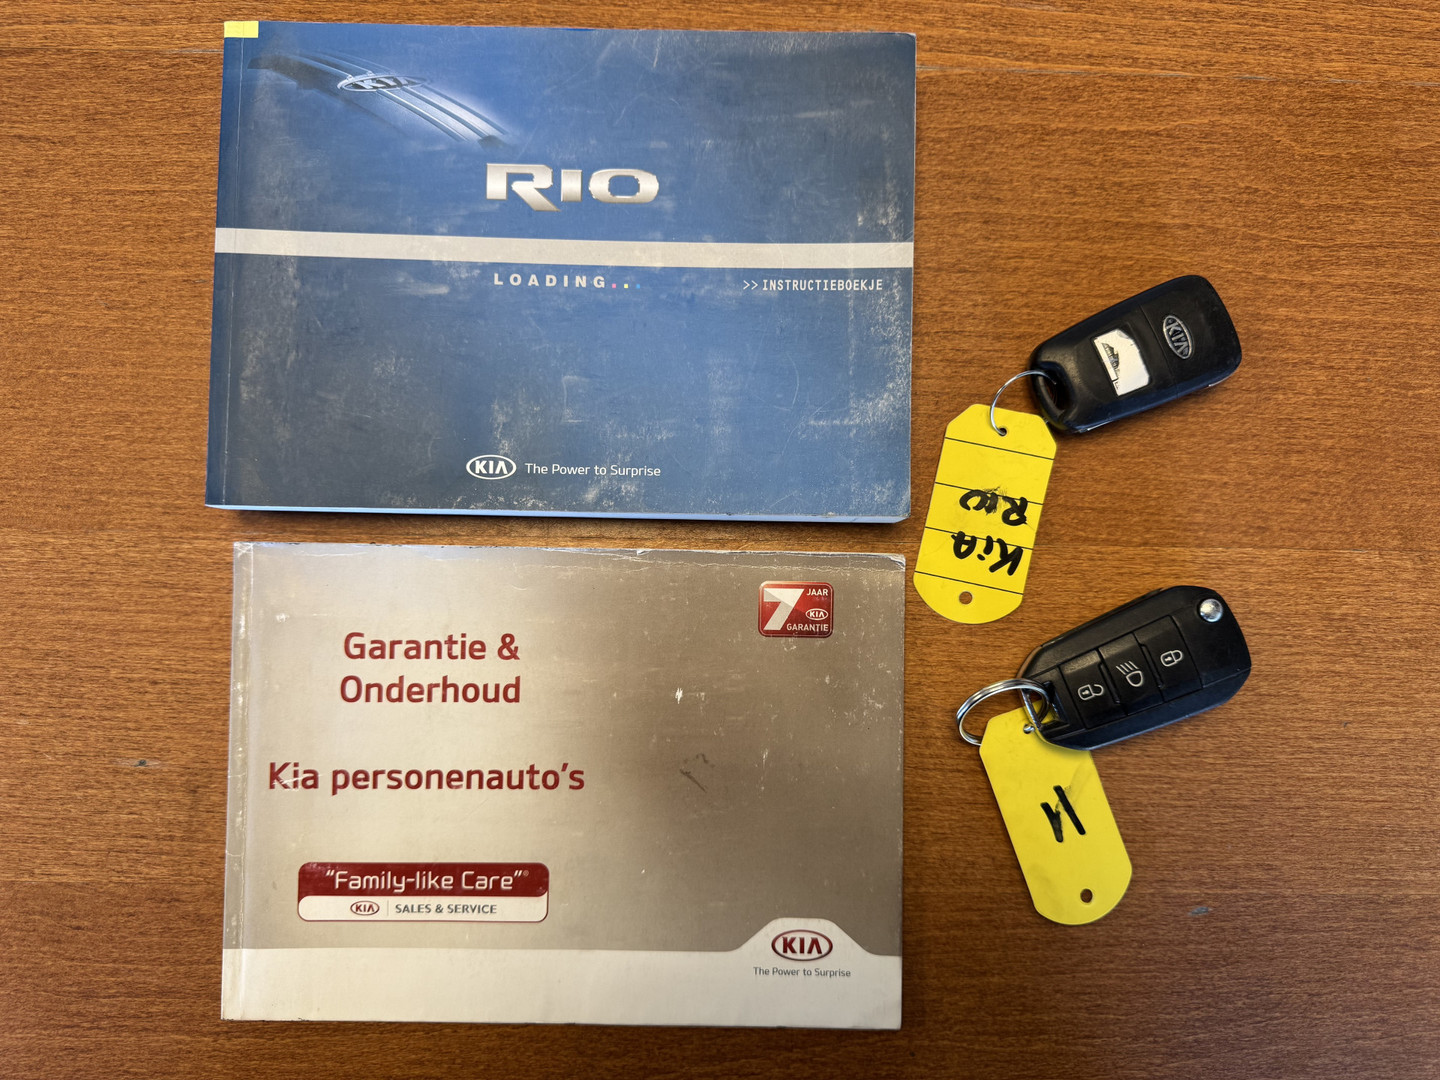 KIA
RIO
LOADING...
>> INSTRUCTIEBOEKJE
KIA The Power to Surprise
Garantie &
Onderhoud
Kia personenauto's
"Family-like Care"®
KIA SALES & SERVICE
7 JAAR
KIA
GARANTIE
KIA
The Power to Surprise
KIA
KiA
Rio